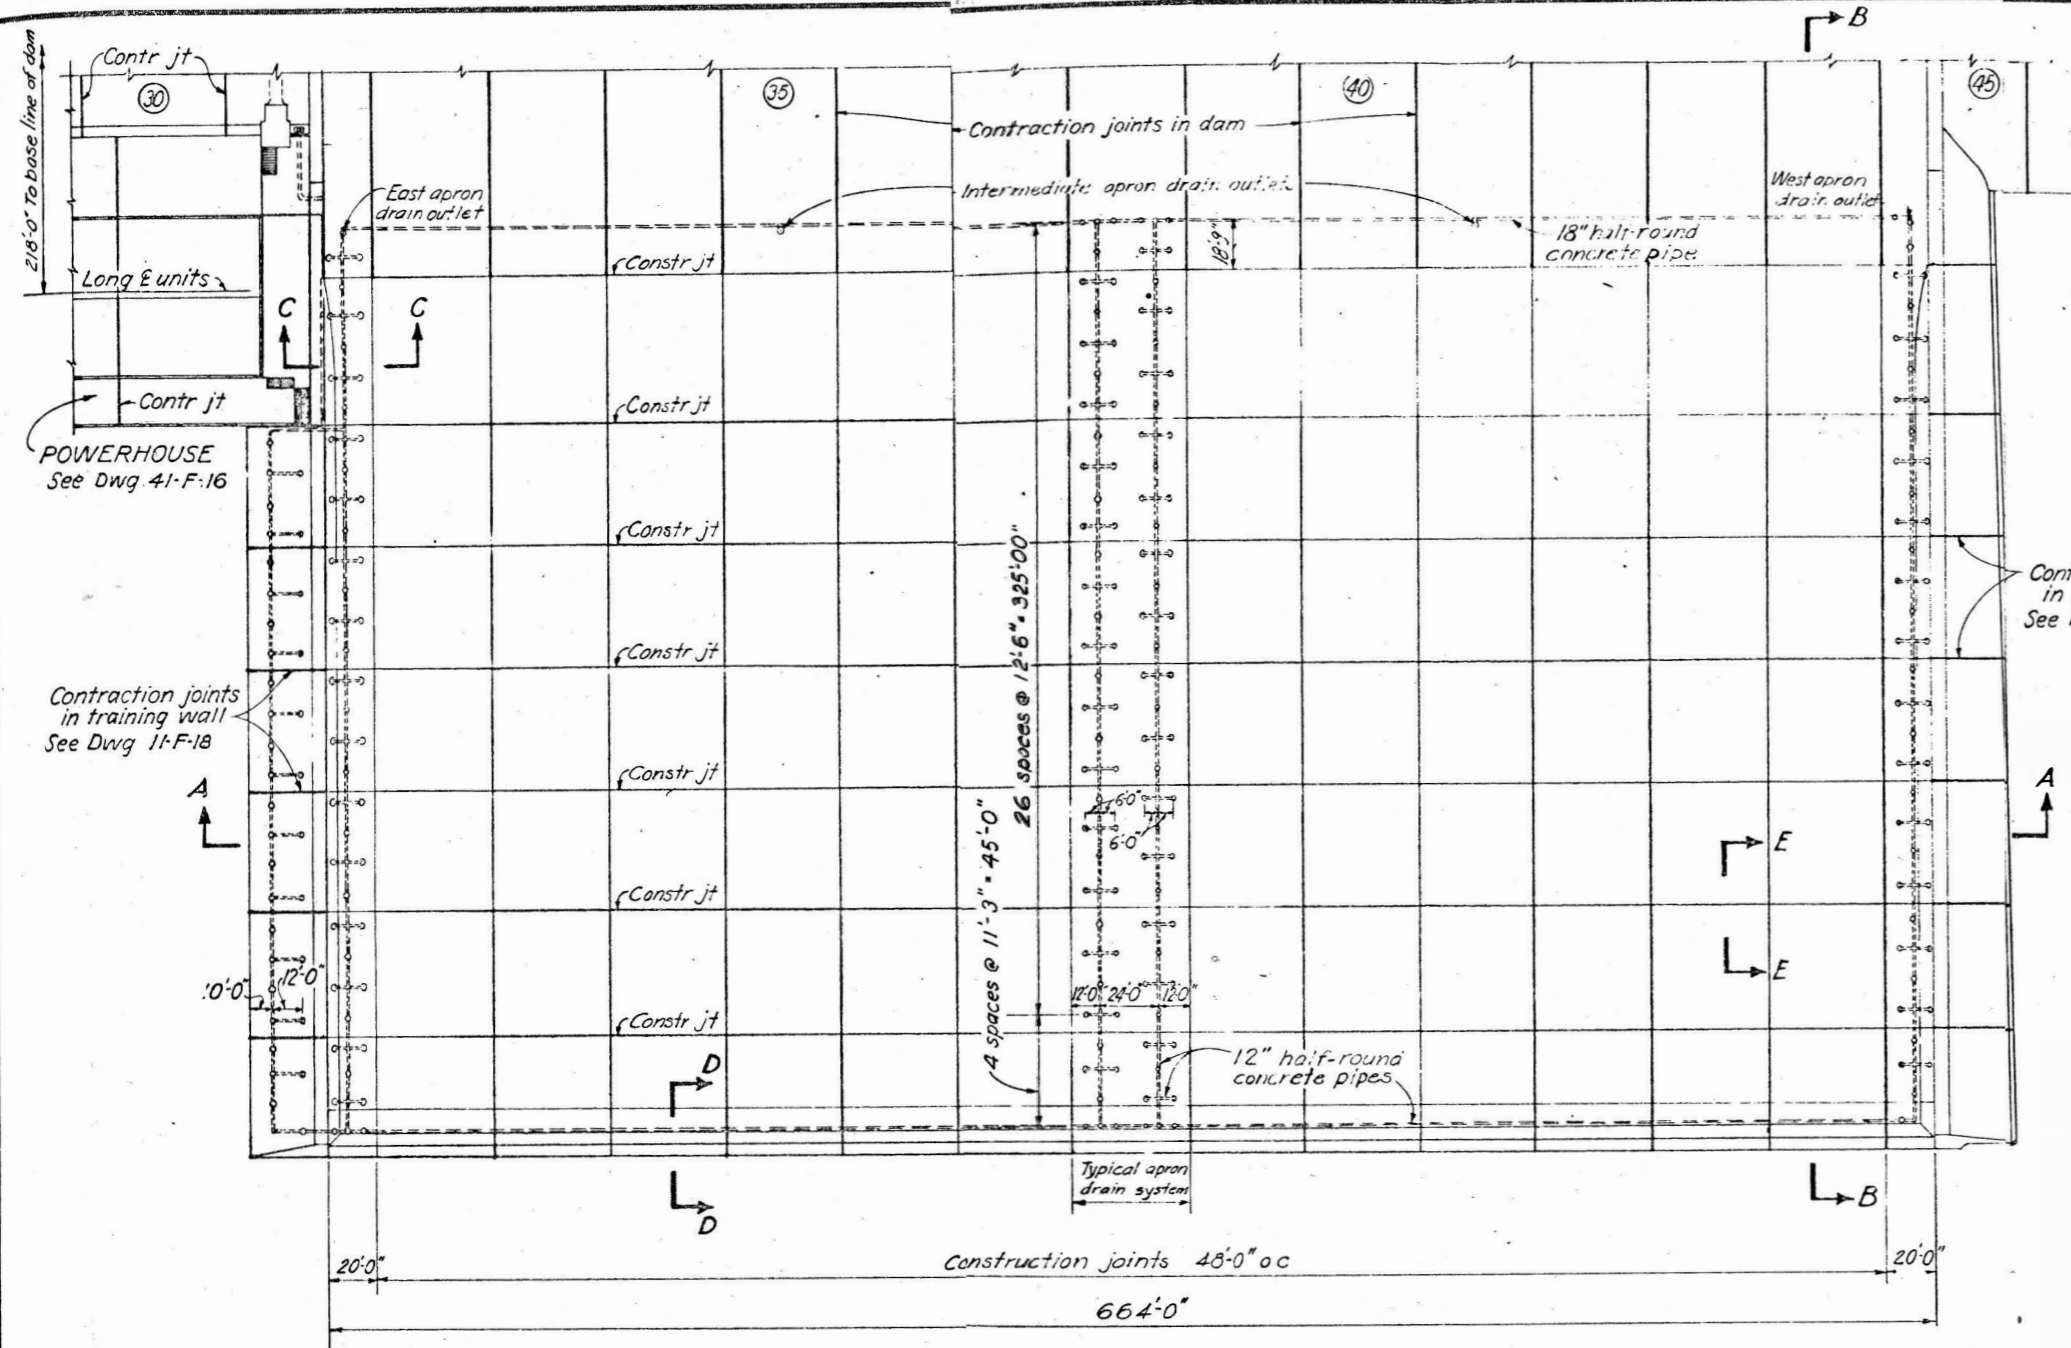 B
218'-0" To base line of dam
Contr jt
30
35
40
45
Contraction joints in dam
East apron
drain outlet
Intermediate apron drain outlet
West apron
drain outlet
18" half-round
concrete pipe
18'-9"
Constr jt
Long ℄ units
C
C
Constr jt
Contr jt
POWERHOUSE
See Dwg. 41-F-16
Constr jt
26 spaces @ 12'-6" = 325'-00"
Constr jt
Contraction joints
in training wall
See Dwg 11-F-18
in
See
Constr jt
A
A
6'-0"
6'-0"
4 spaces @ 11'-3" = 45'-0"
E
E
Constr jt
12'-0"
12'-0"
24'-0"
12'-0"
Constr jt
12" half-round
concrete pipes
D
D
Typical apron
drain system
B
20'-0"
Construction joints 48'-0" o c
20'-0"
664'-0"